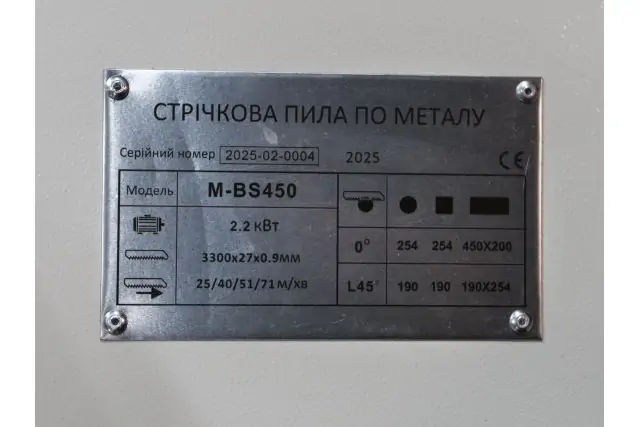 СТРІЧКОВА ПИЛА ПО МЕТАЛУ
Серійний номер 2025-02-0004 2025 CE
Модель M-BS450
2.2 кВт
0° 254 254 450X200
3300x27x0.9мм
25/40/51/71 м/хв L45° 190 190 190X254